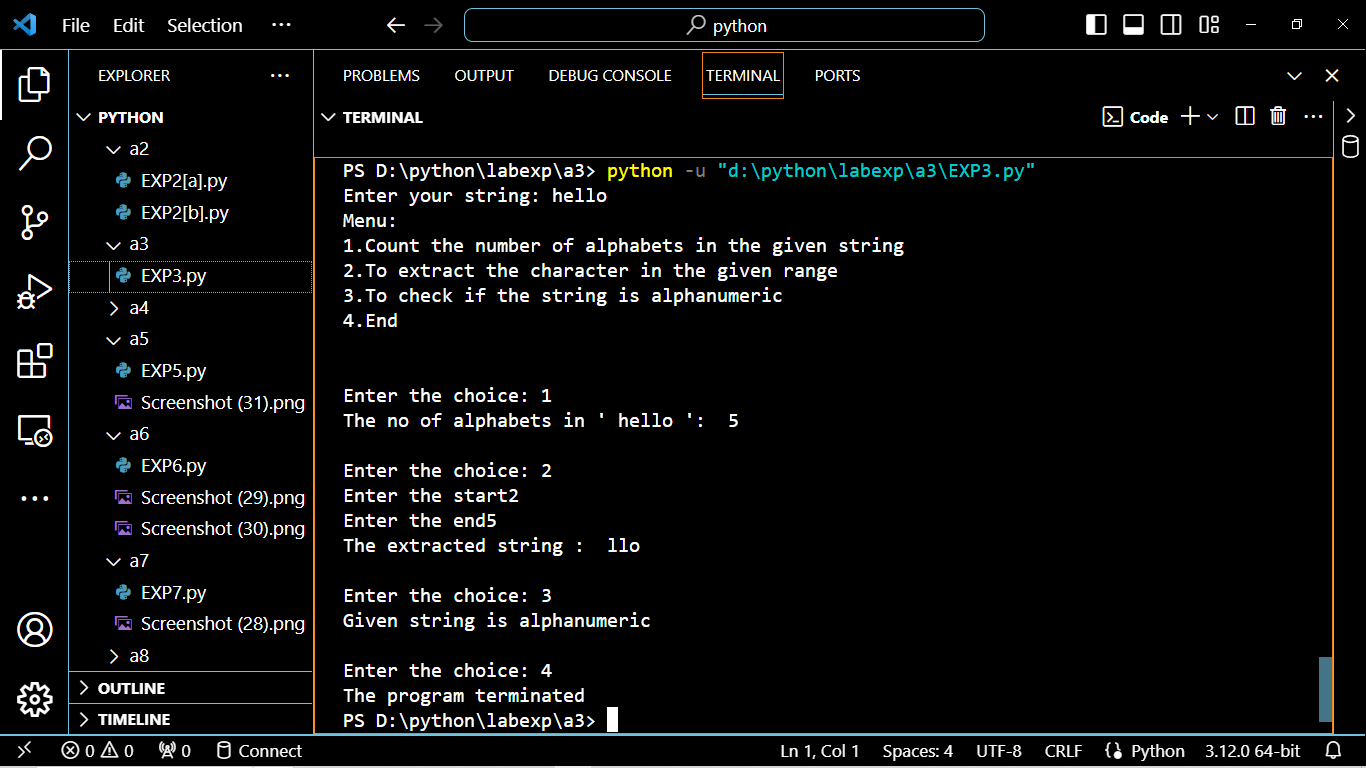 File Edit Selection ···
python
EXPLORER ···
PYTHON
a2
EXP2[a].py
EXP2[b].py
a3
EXP3.py
a4
a5
EXP5.py
Screenshot (31).png
a6
EXP6.py
Screenshot (29).png
Screenshot (30).png
a7
EXP7.py
Screenshot (28).png
a8
OUTLINE
TIMELINE
PROBLEMS OUTPUT DEBUG CONSOLE TERMINAL PORTS
TERMINAL
Code
PS D:\python\labexp\a3> python -u "d:\python\labexp\a3\EXP3.py"
Enter your string: hello
Menu:
1.Count the number of alphabets in the given string
2.To extract the character in the given range
3.To check if the string is alphanumeric
4.End
Enter the choice: 1
The no of alphabets in ' hello ':  5
Enter the choice: 2
Enter the start2
Enter the end5
The extracted string :  llo
Enter the choice: 3
Given string is alphanumeric
Enter the choice: 4
The program terminated
PS D:\python\labexp\a3>
0 0 0 Connect Ln 1, Col 1 Spaces: 4 UTF-8 CRLF Python 3.12.0 64-bit